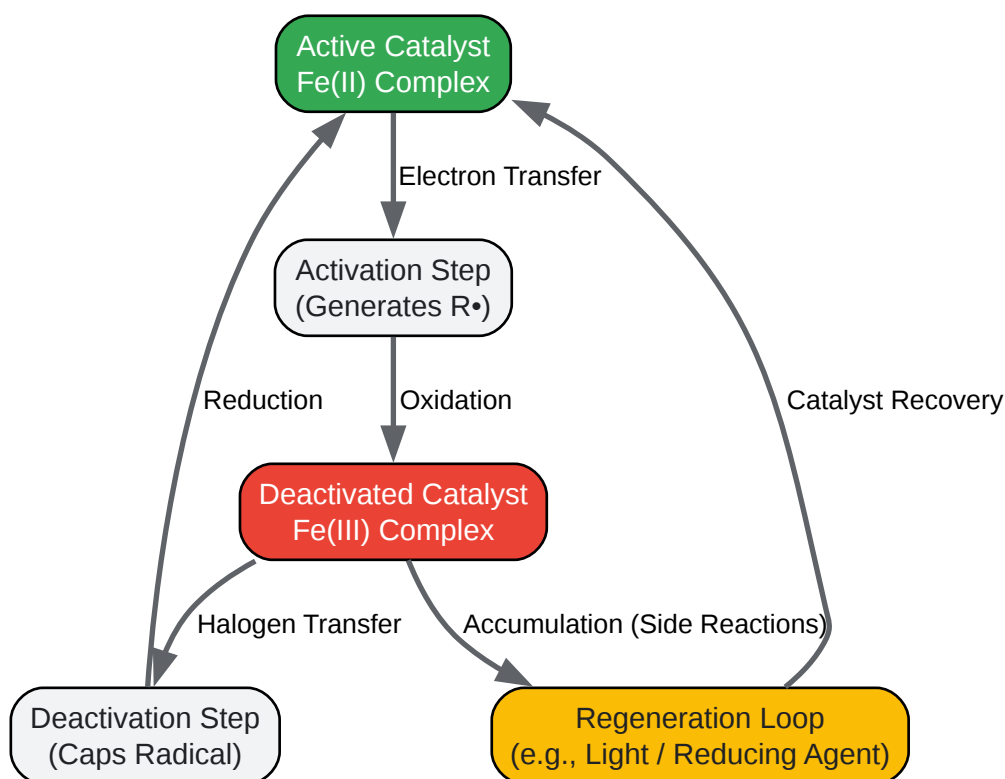 Active Catalyst
Fe(II) Complex
Electron Transfer
Activation Step
(Generates R•)
Reduction
Oxidation
Catalyst Recovery
Deactivated Catalyst
Fe(III) Complex
Halogen Transfer
Accumulation (Side Reactions)
Deactivation Step
(Caps Radical)
Regeneration Loop
(e.g., Light / Reducing Agent)